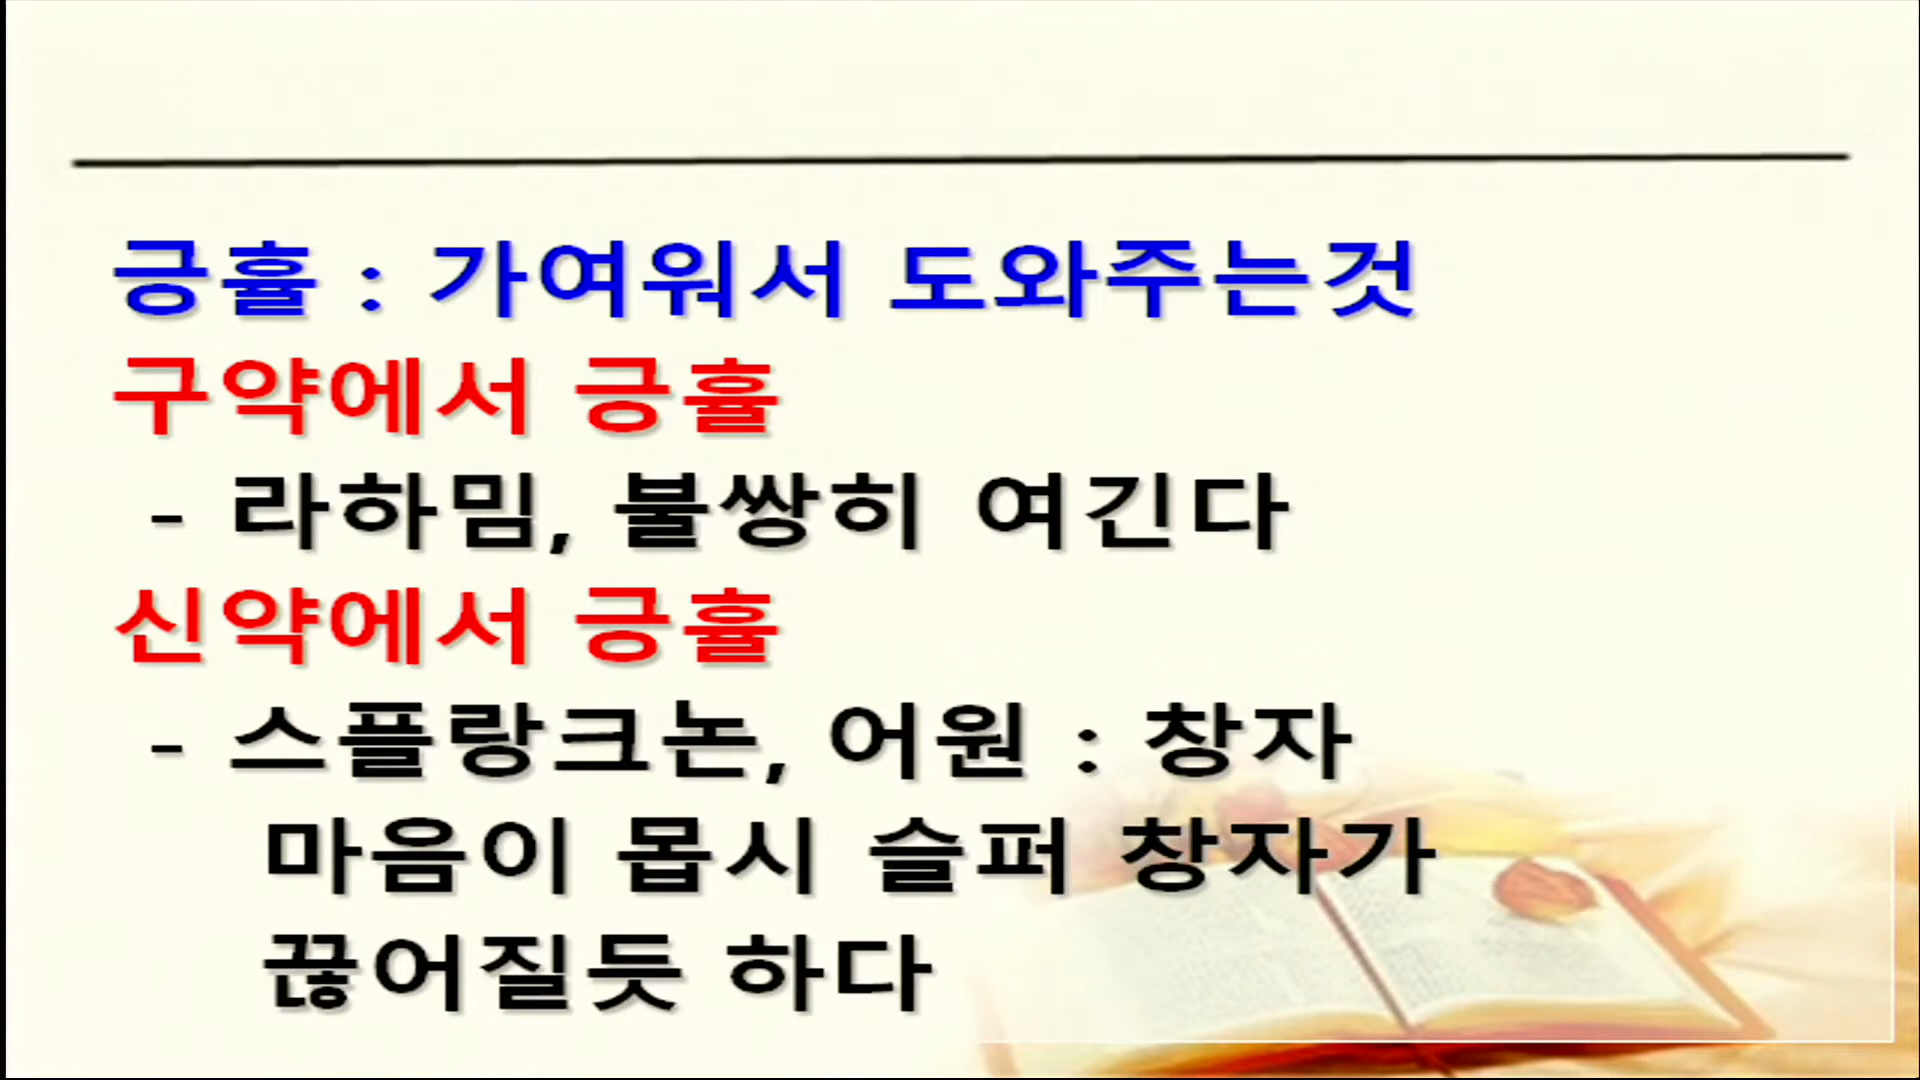 긍휼 : 가여워서 도와주는것
구약에서 긍휼
- 라하밈, 불쌍히 여긴다
신약에서 긍휼
- 스플랑크논, 어원 : 창자
마음이 몹시 슬퍼 창자가
끊어질듯 하다